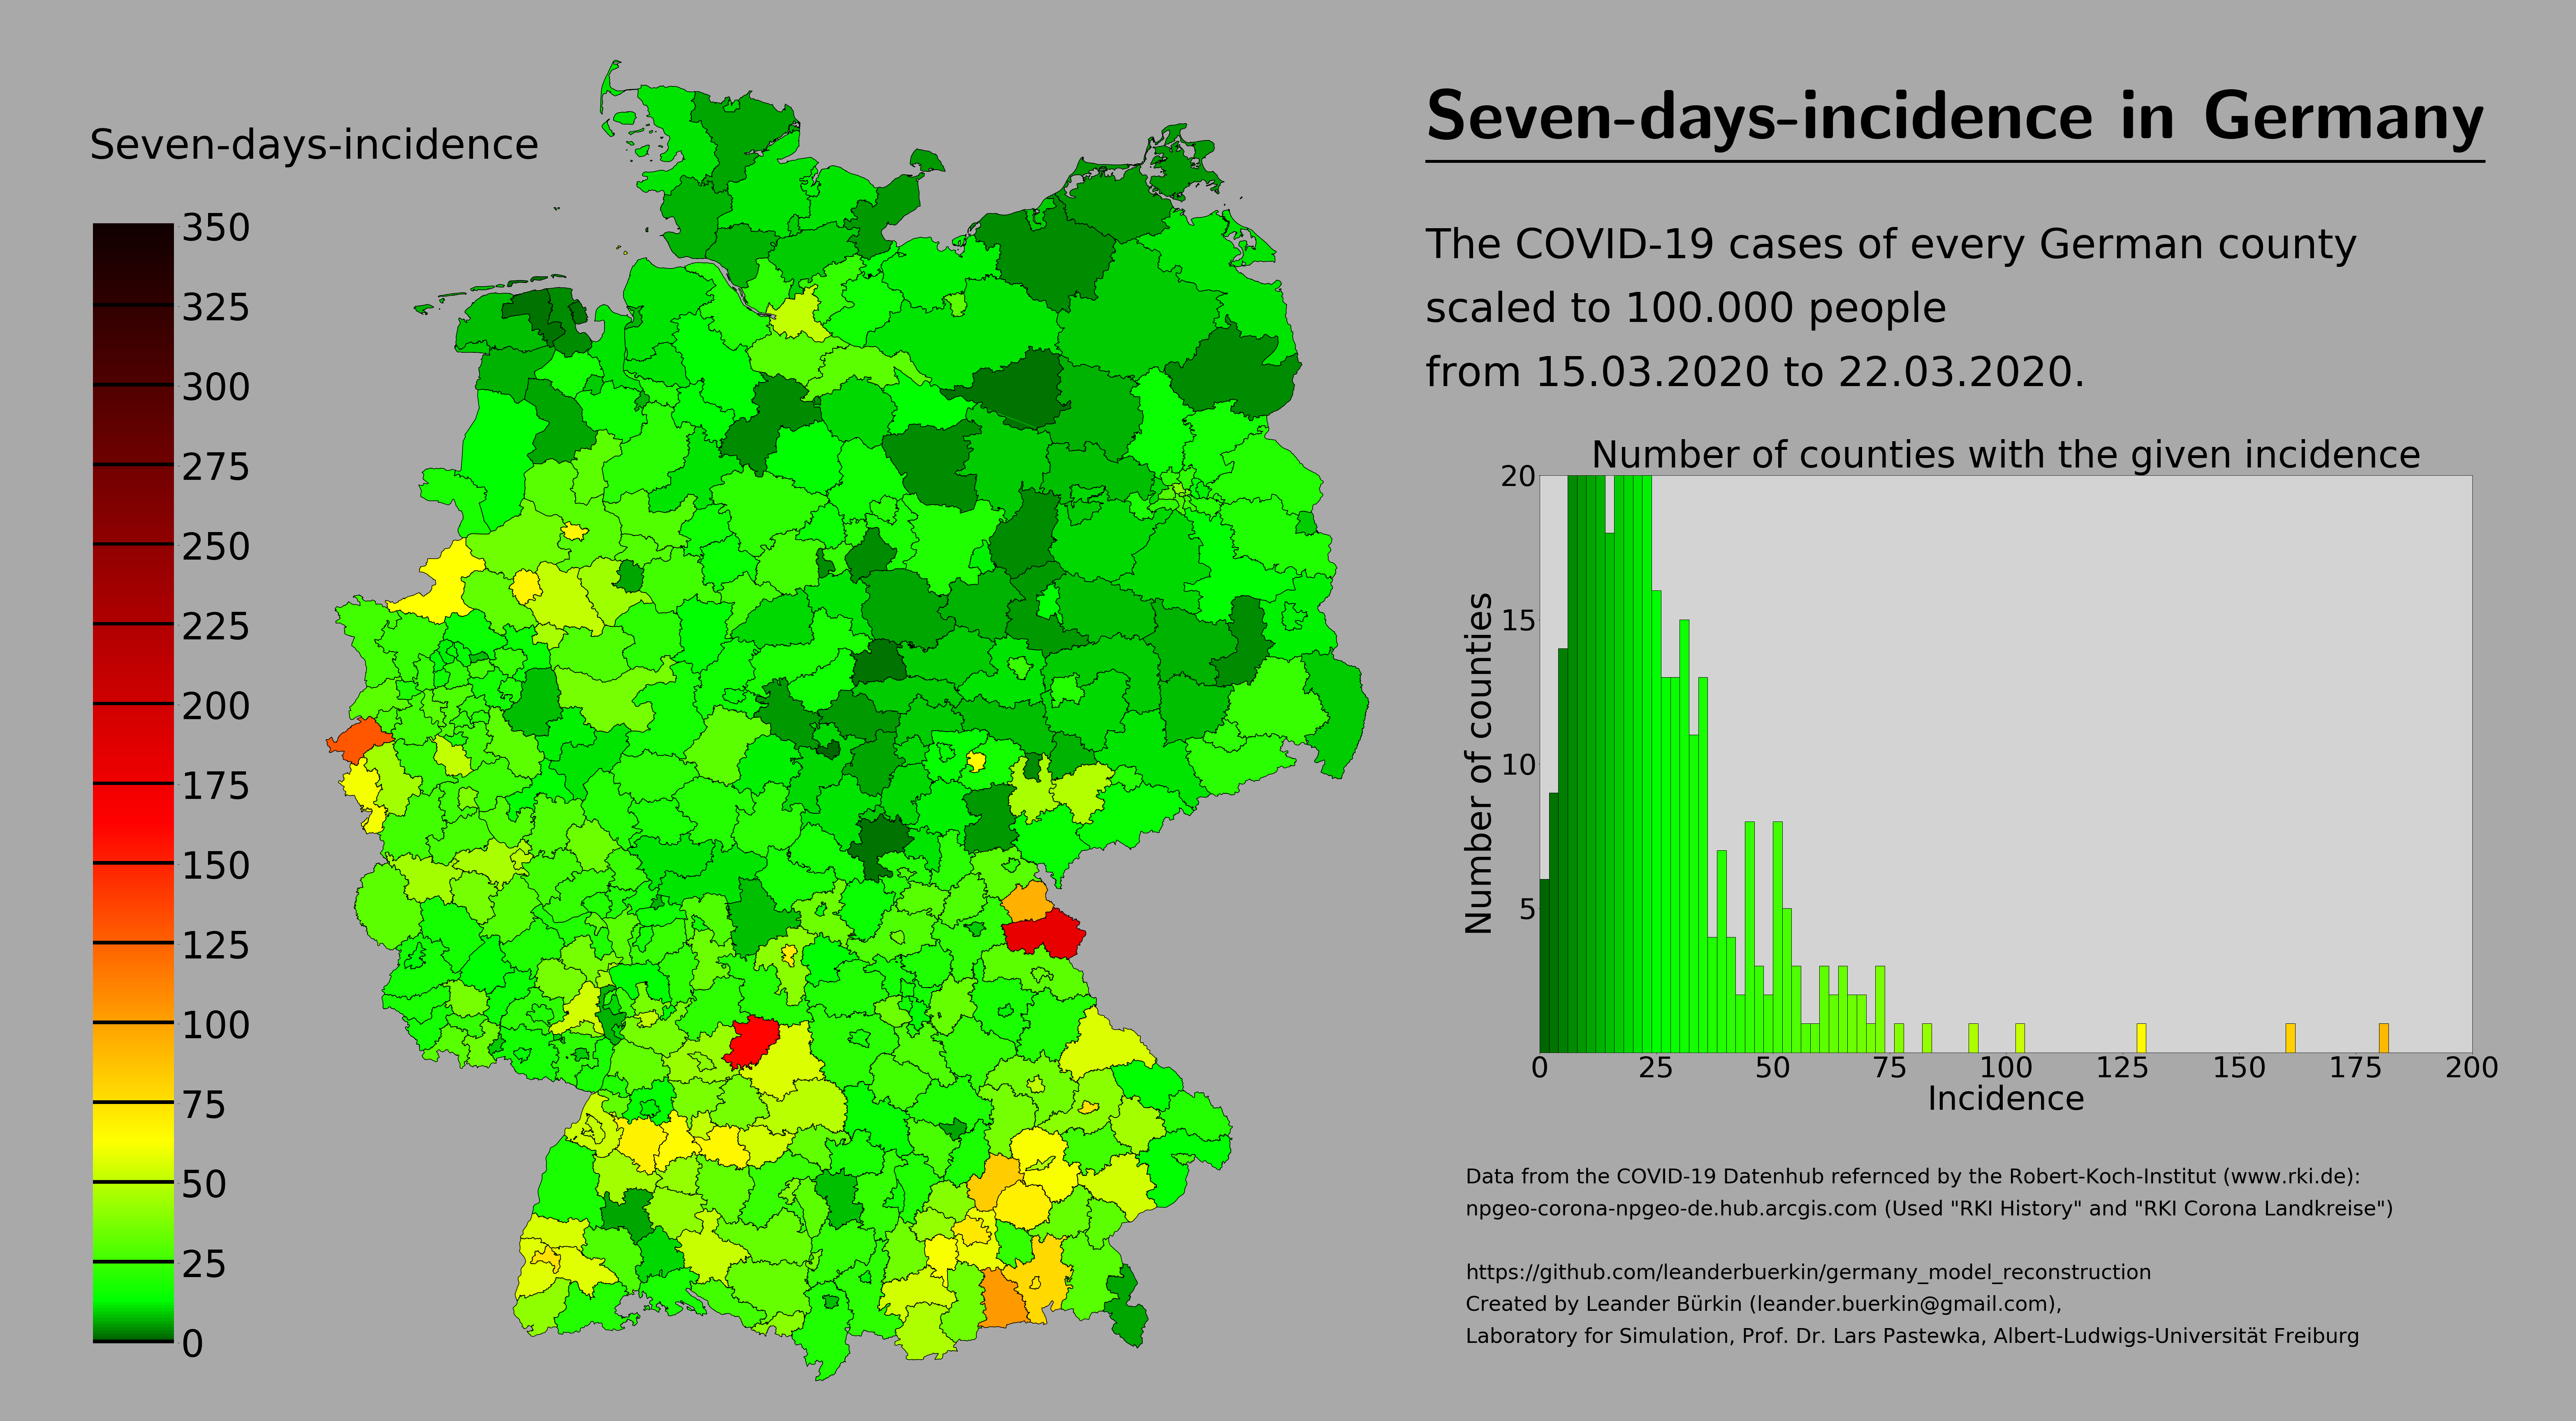 Seven-days-incidence in Germany
Seven-days-incidence
350
325
300
275
250
225
200
175
150
125
100
75
50
25
0
The COVID-19 cases of every German county
scaled to 100.000 people
from 15.03.2020 to 22.03.2020.
Number of counties with the given incidence
Number of counties
20
15
10
5
0 25 50 75 100 125 150 175 200
Incidence
Data from the COVID-19 Datenhub refernced by the Robert-Koch-Institut (www.rki.de):
npgeo-corona-npgeo-de.hub.arcgis.com (Used "RKI History" and "RKI Corona Landkreise")
https://github.com/leanderbuerkin/germany_model_reconstruction
Created by Leander Bürkin (leander.buerkin@gmail.com),
Laboratory for Simulation, Prof. Dr. Lars Pastewka, Albert-Ludwigs-Universität Freiburg